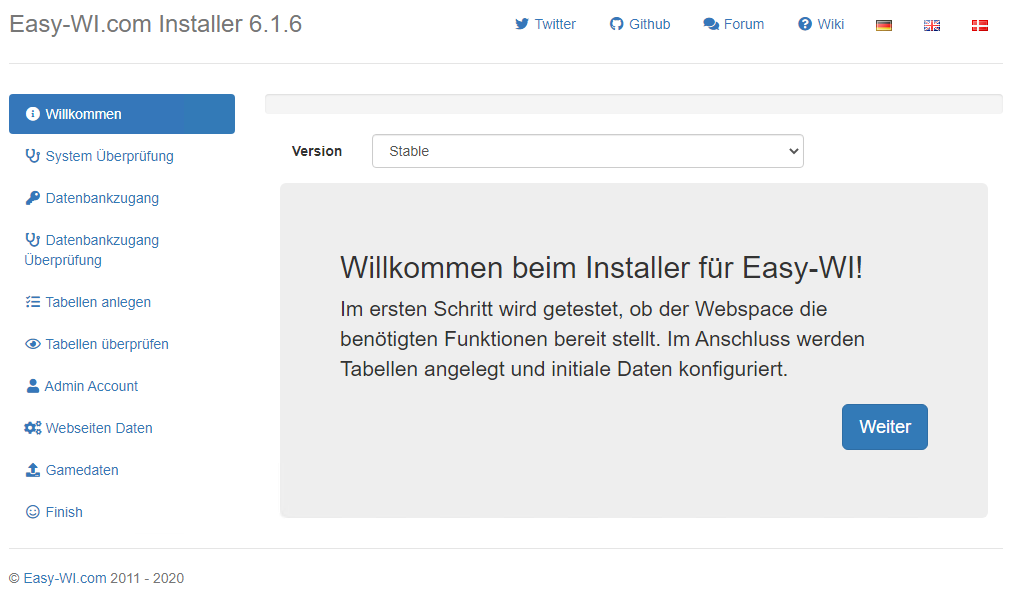 Easy-WI.com Installer 6.1.6
Twitter
Github
Forum
Wiki
Willkommen
System Überprüfung
Datenbankzugang
Datenbankzugang
Überprüfung
Tabellen anlegen
Tabellen überprüfen
Admin Account
Webseiten Daten
Gamedaten
Finish
Version
Stable
Willkommen beim Installer für Easy-WI!
Im ersten Schritt wird getestet, ob der Webspace die
benötigten Funktionen bereit stellt. Im Anschluss werden
Tabellen angelegt und initiale Daten konfiguriert.
Weiter
© Easy-WI.com 2011 - 2020